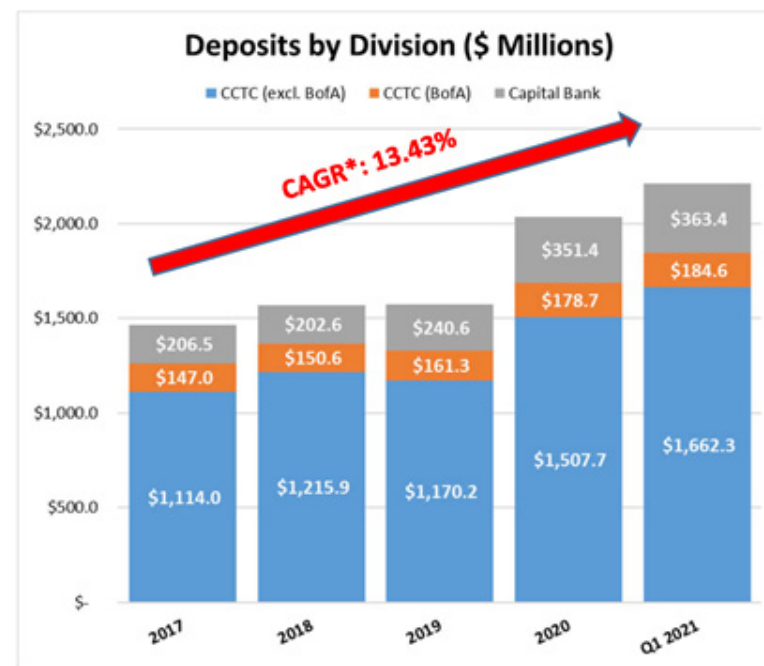 Deposits by Division ($ Millions)
CCTC (excl. BofA) CCTC (BofA) Capital Bank
$2,500.0
CAGR*: 13.43%
$2,000.0
$1,500.0
$1,000.0
$500.0
$-
$206.5 $202.6 $240.6 $351.4 $363.4
$147.0 $150.6 $161.3 $178.7 $184.6
$1,114.0 $1,215.9 $1,170.2 $1,507.7 $1,662.3
2017 2018 2019 2020 Q1 2021